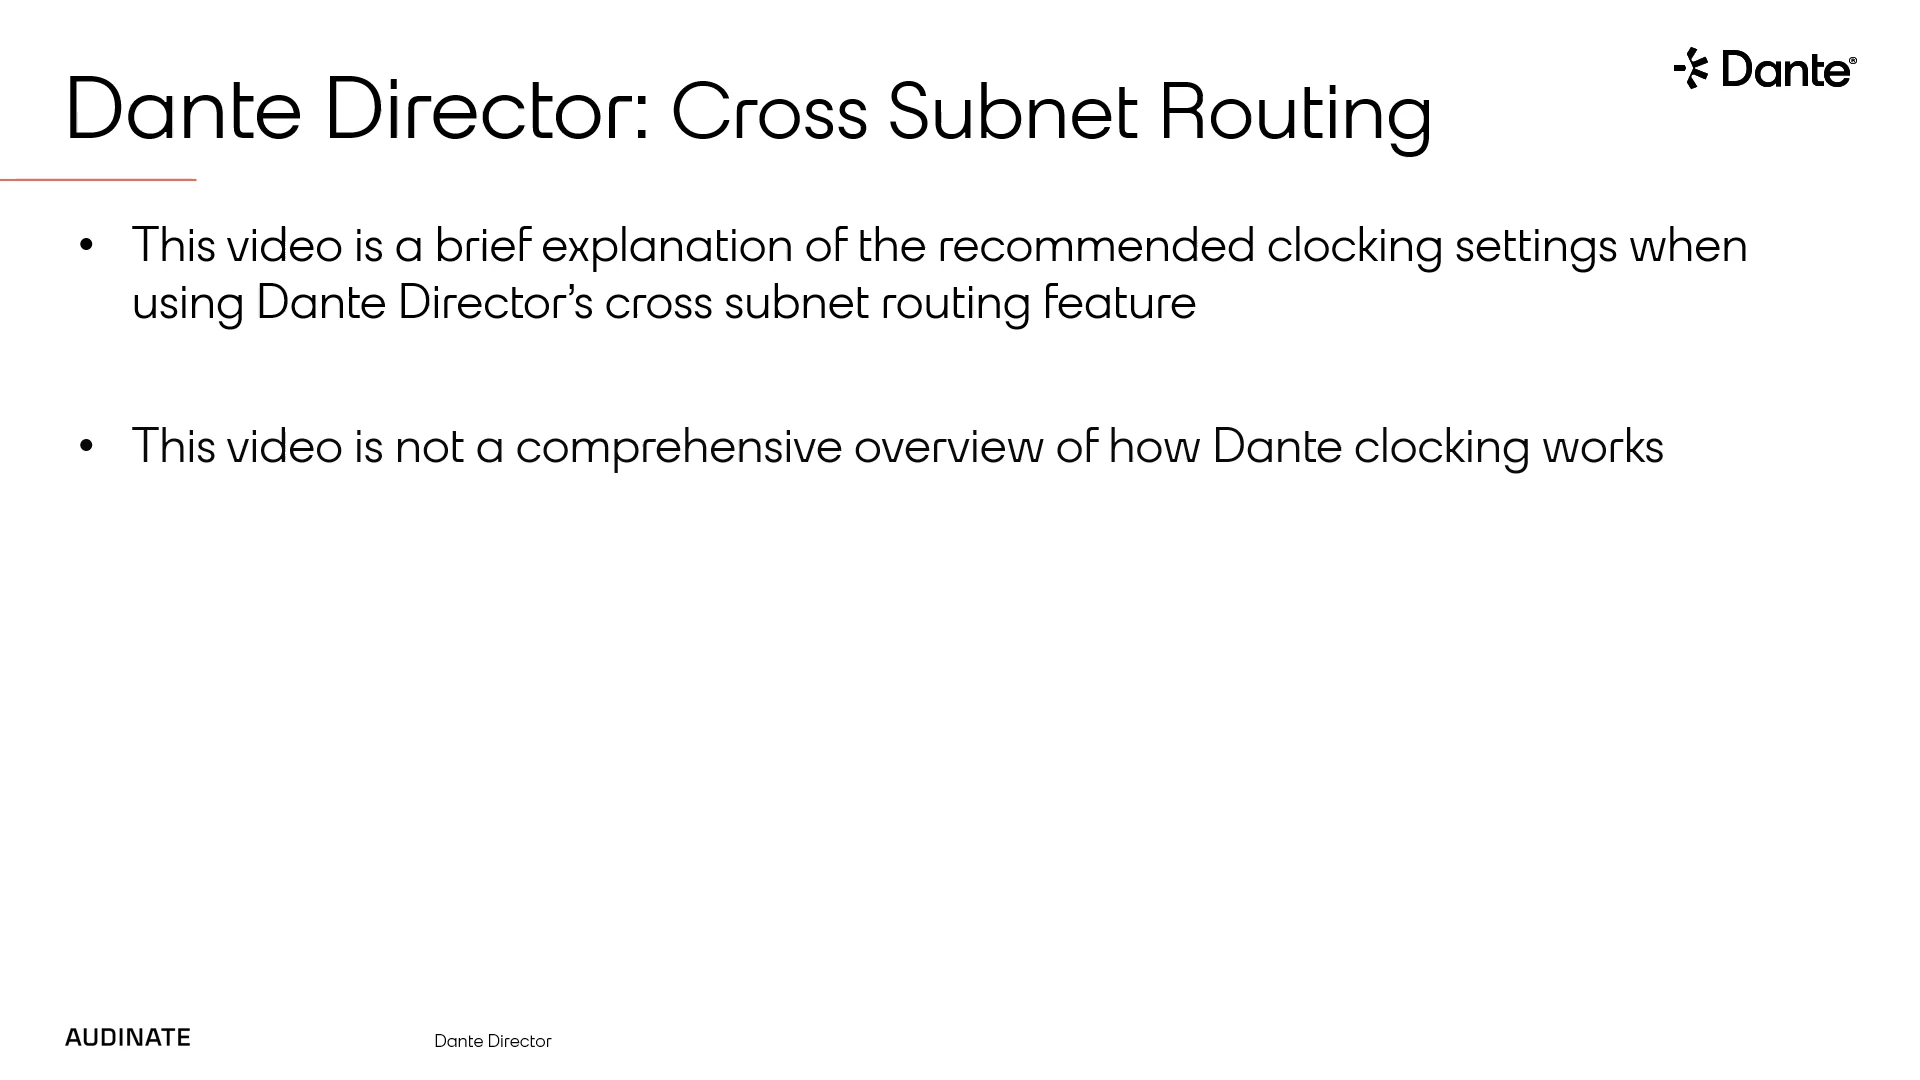 Dante Director: Cross Subnet Routing
Dante®
• This video is a brief explanation of the recommended clocking settings when
using Dante Director’s cross subnet routing feature
• This video is not a comprehensive overview of how Dante clocking works
AUDINATE
Dante Director